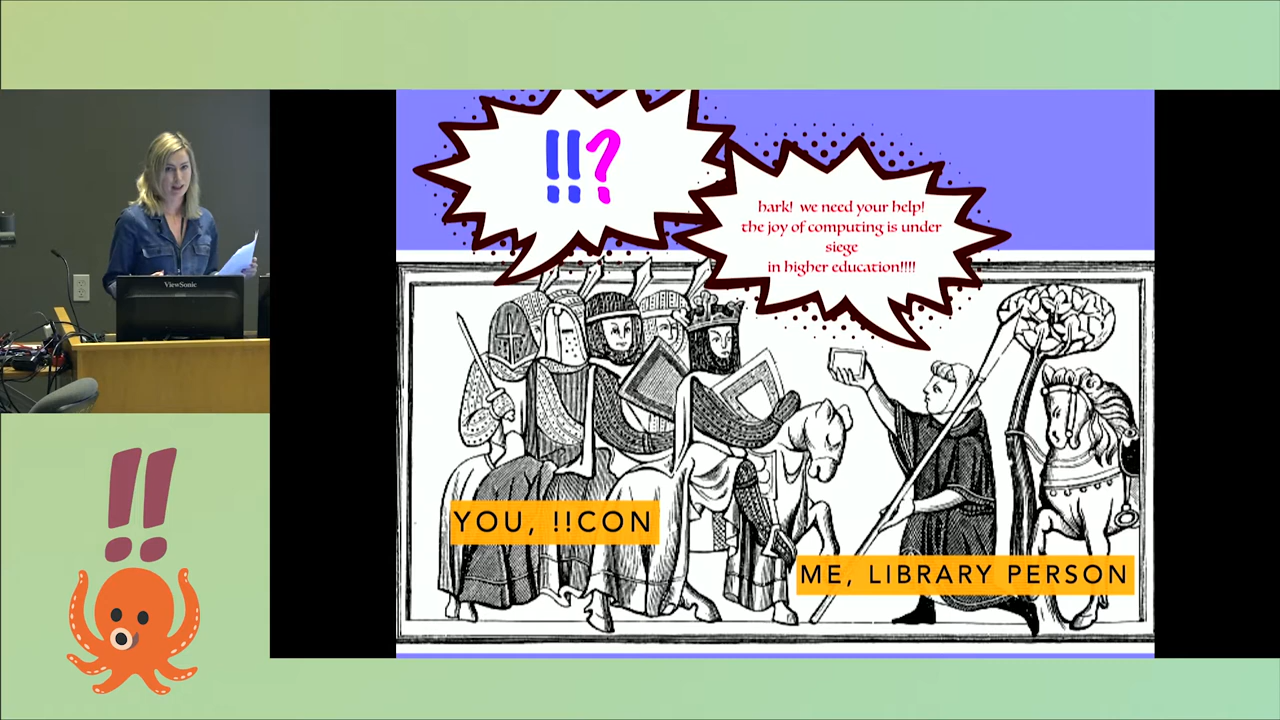 !!?
hark! we need your help!
the joy of computing is under
siege
in higher education!!!!
ViewSonic
!!
YOU, !!CON
ME, LIBRARY PERSON